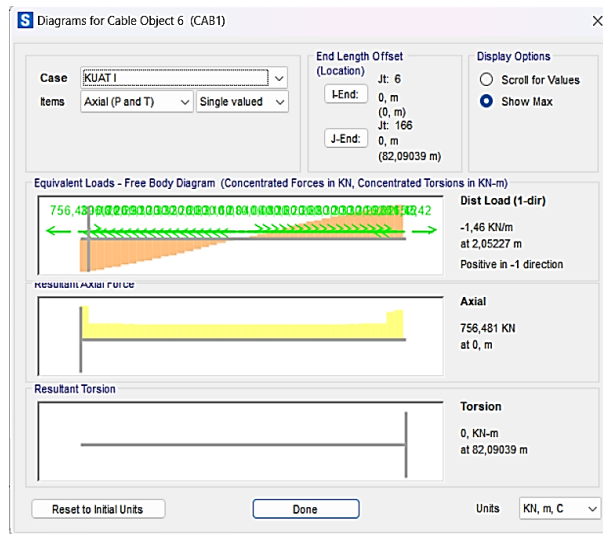 Diagrams for Cable Object 6 (CAB1)
Case
KUAT I
Items
Axial (P and T)
Single valued
End Length Offset
(Location)
Jt: 6
I-End:
0, m
(0, m)
Jt: 166
J-End:
0, m
(82,09039 m)
Display Options
Scroll for Values
Show Max
Equivalent Loads - Free Body Diagram (Concentrated Forces in KN, Concentrated Torsions in KN-m)
Dist Load (1-dir)
-1,46 KN/m
at 2,05227 m
Positive in -1 direction
Resultant Axial Force
Axial
756,481 KN
at 0, m
Resultant Torsion
Torsion
0, KN-m
at 82,09039 m
Reset to Initial Units
Done
Units
KN, m, C